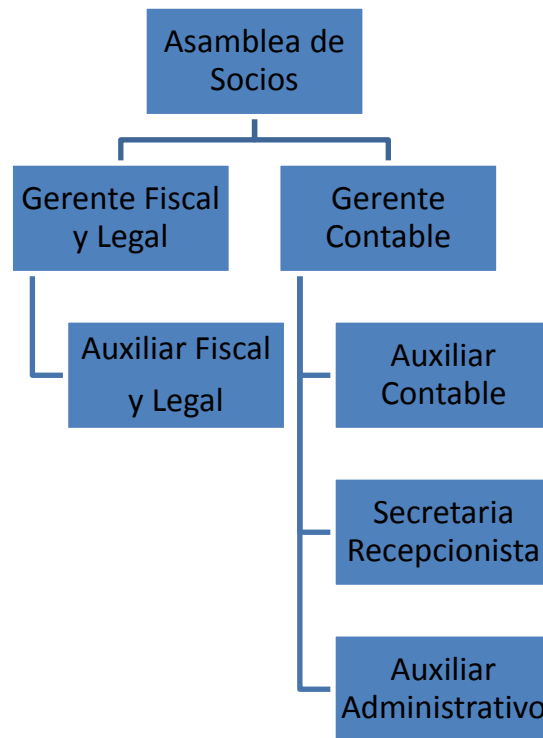 Asamblea de
Socios
Gerente Fiscal
y Legal
Gerente
Contable
Auxiliar Fiscal
y Legal
Auxiliar
Contable
Secretaria
Recepcionista
Auxiliar
Administrativo